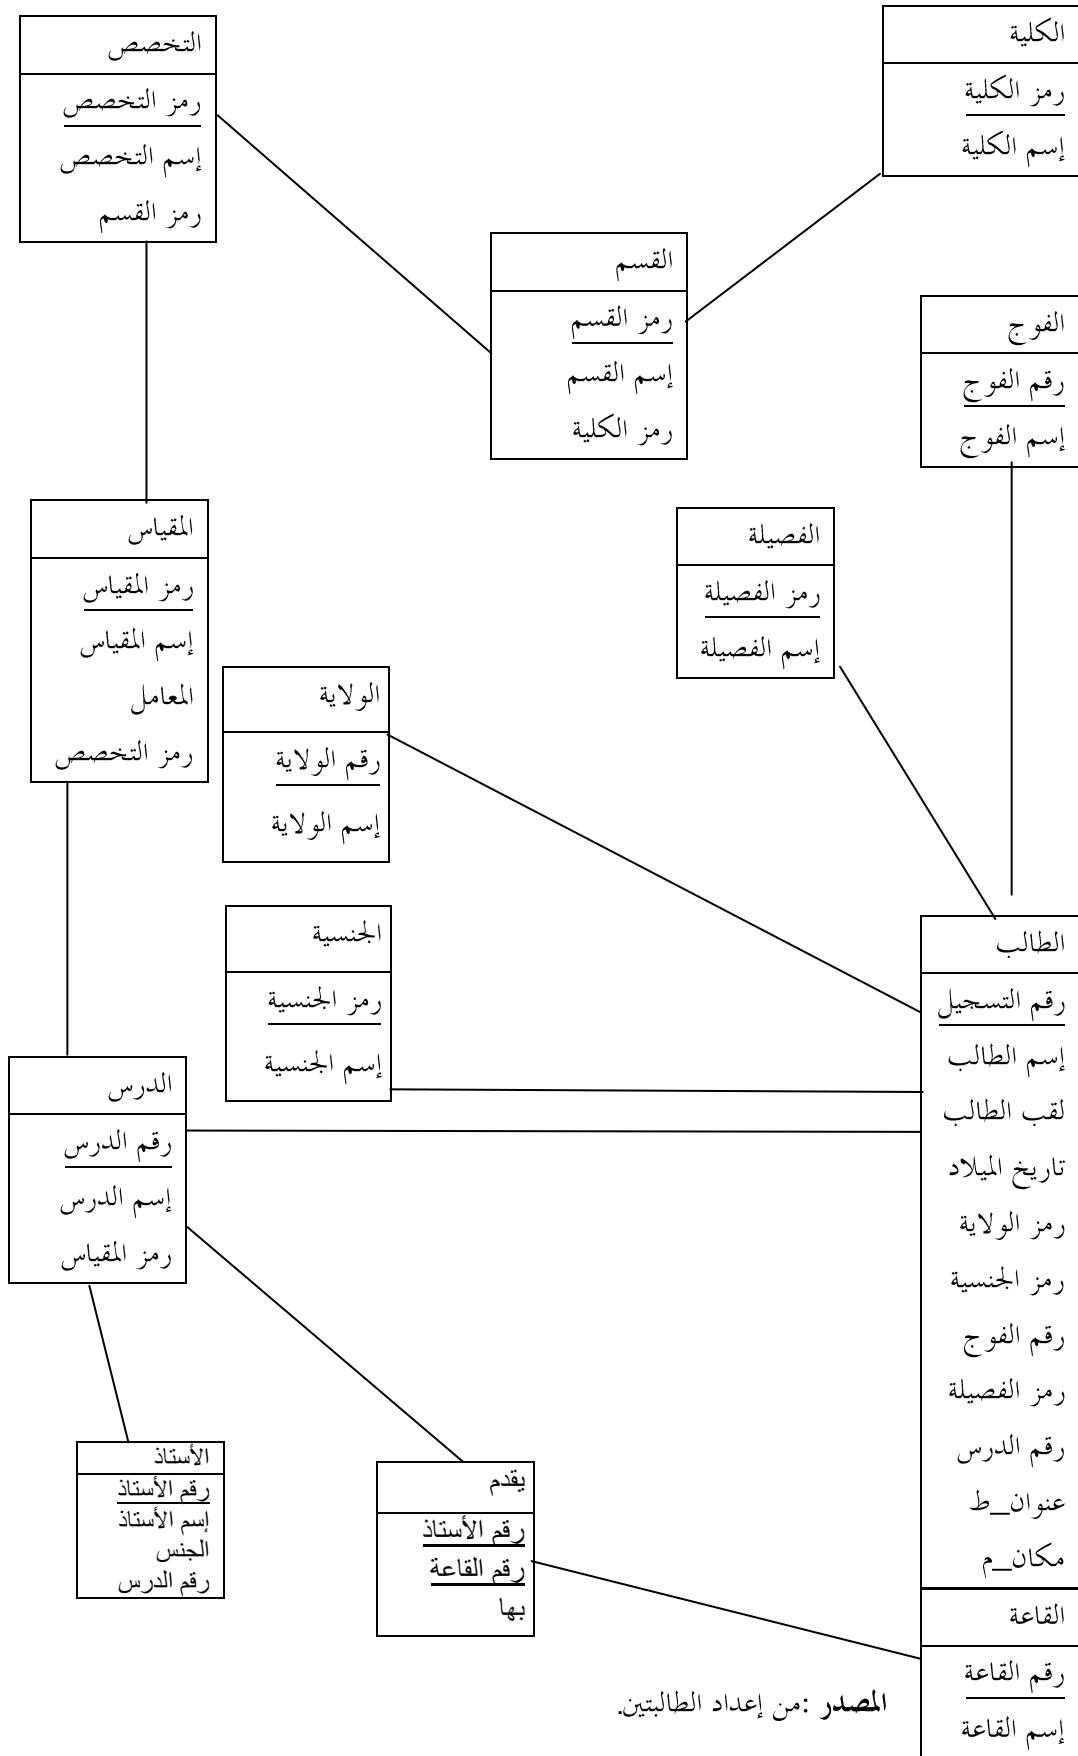 الكلية
رمز الكلية
إسم الكلية
التخصص
رمز التخصص
إسم التخصص
رمز القسم
القسم
رمز القسم
إسم القسم
رمز الكلية
الفوج
رقم الفوج
إسم الفوج
المقياس
رمز المقياس
إسم المقياس
المعامل
رمز التخصص
الفصيلة
رمز الفصيلة
إسم الفصيلة
الولاية
رقم الولاية
إسم الولاية
الجنسية
رمز الجنسية
إسم الجنسية
الطالب
رقم التسجيل
إسم الطالب
لقب الطالب
تاريخ الميلاد
رمز الولاية
رمز الجنسية
رقم الفوج
رمز الفصيلة
رقم الدرس
عنوان_ط
مكان_م
الدرس
رقم الدرس
إسم الدرس
رمز المقياس
الأستاذ
رقم الأستاذ
إسم الأستاذ
الجنس
رقم الدرس
يقدم
رقم الأستاذ
رقم القاعة
بها
القاعة
رقم القاعة
إسم القاعة
المصدر :من إعداد الطالبتين.